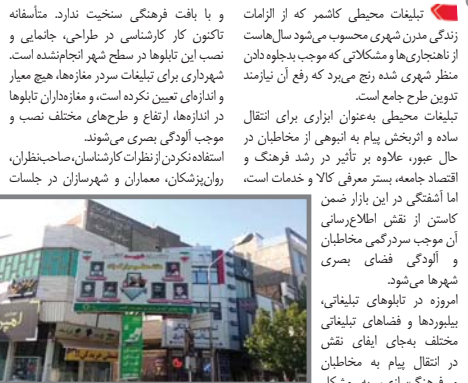 تبلیغات محیطی کاشمر که از الزامات
زندگی مدرن شهری محسوب می‌شود سال‌هاست
از ناهنجاری‌ها و مشکلاتی که موجب بدجلوه دادن
منظر شهری شده رنج می‌برد که رفع آن نیازمند
تدوین طرح جامع است.
تبلیغات محیطی به‌عنوان ابزاری برای انتقال
ساده و اثربخش پیام به انبوهی از مخاطبان در
حال عبور، علاوه بر تأثیر در رشد فرهنگ و
اقتصاد جامعه، بستر معرفی کالا و خدمات است،
اما آشفتگی در این بازار ضمن
کاستن از نقش اطلاع‌رسانی
آن موجب سردرگمی مخاطبان
و آلودگی فضای بصری
شهرها می‌شود.
امروزه در تابلوهای تبلیغاتی،
بیلبوردها و فضاهای تبلیغاتی
مختلف به‌جای ایفای نقش
در انتقال پیام به مخاطبان
و با بافت فرهنگی سنخیت ندارد. متأسفانه
تاکنون کار کارشناسی در طراحی، جانمایی و
نصب این تابلوها در سطح شهر انجام‌نشده است.
شهرداری برای تبلیغات سردر مغازه‌ها، هیچ معیار
و اندازه‌ای تعیین نکرده است، و مغازه‌داران تابلوها
در اندازه‌ها، ارتفاع و طرح‌های مختلف نصب و
موجب آلودگی بصری می‌شوند.
استفاده‌نکردن از نظرات کارشناسان، صاحب‌نظران،
روان‌پزشکان، معماران و شهرسازان در جلسات